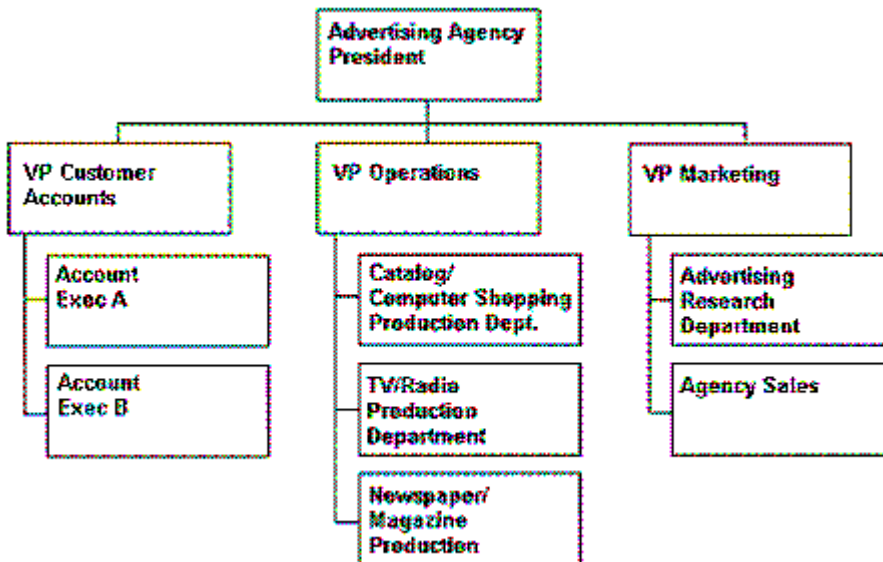 Advertising Agency
President
VP Customer
Accounts
VP Operations
VP Marketing
Account
Exec A
Account
Exec B
Catalog/
Computer Shopping
Production Dept.
TV/Radio
Production
Department
Newspaper/
Magazine
Production
Advertising
Research
Department
Agency Sales